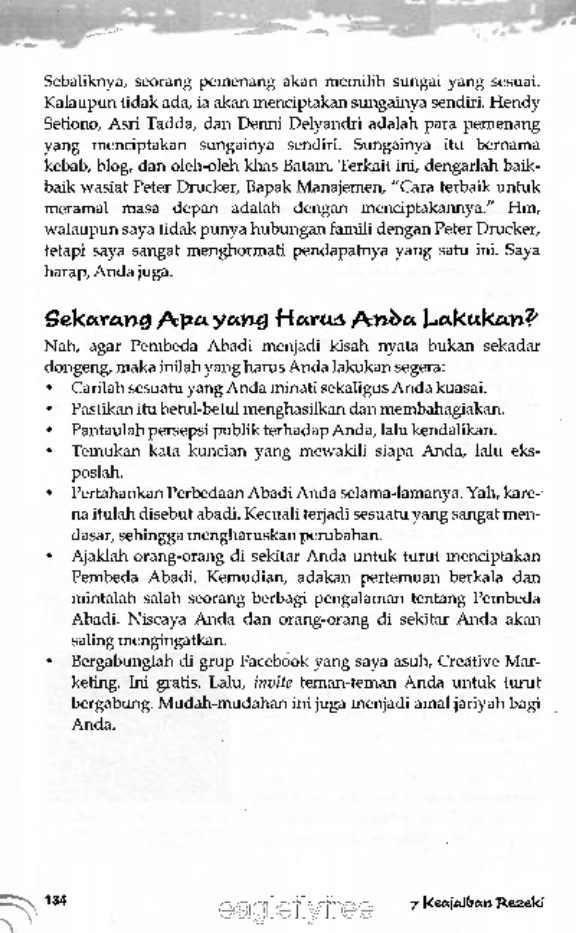 Sebaliknya, seorang pemenang akan memilih sungai yang sesuai.
Kalaupun tidak ada, ia akan menciptakan sungainya sendiri. Hendy
Setiono, Asri Tadda, dan Denni Delyandri adalah para pemenang
yang menciptakan sungainya sendiri. Sungainya itu bernama
kebab, blog, dan oleh-oleh khas Batam. Terkait ini, dengarlah baik-
baik wasiat Peter Drucker, Bapak Manajemen, "Cara terbaik untuk
meramal masa depan adalah dengan menciptakannya." Hm,
walaupun saya tidak punya hubungan famili dengan Peter Drucker,
tetapi saya sangat menghormati pendapatnya yang satu ini. Saya
harap, Anda juga.
Sekarang Apa yang Harus Anda Lakukan?
Nah, agar Pembeda Abadi menjadi kisah nyata bukan sekadar
dongeng, maka inilah yang harus Anda lakukan segera:
• Carilah sesuatu yang Anda minati sekaligus Anda kuasai.
• Pastikan itu betul-betul menghasilkan dan membahagiakan.
• Pantaulah persepsi publik terhadap Anda, lalu kendalikan.
• Temukan kata kuncian yang mewakili siapa Anda, lalu eks-
poslah.
• Pertahankan Perbedaan Abadi Anda selama-lamanya. Yah, kare-
na itulah disebut abadi. Kecuali terjadi sesuatu yang sangat men-
dasar, sehingga mengharuskan perubahan.
• Ajaklah orang-orang di sekitar Anda untuk turut menciptakan
Pembeda Abadi. Kemudian, adakan pertemuan berkala dan
mintalah salah seorang berbagi pengalaman tentang Pembeda
Abadi. Niscaya Anda dan orang-orang di sekitar Anda akan
saling mengingatkan.
• Bergabunglah di grup Facebook yang saya asuh, Creative Mar-
keting. Ini gratis. Lalu, invite teman-teman Anda untuk turut
bergabung. Mudah-mudahan ini juga menjadi amal jariyah bagi
Anda.
134
eagleflyfree
7 Keajaiban Rezeki